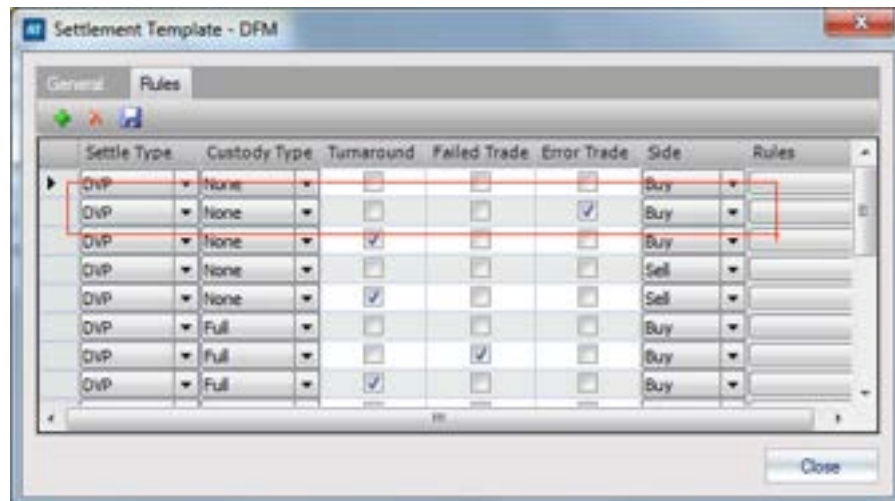 AT Settlement Template - DFM
General Rules
Settle Type Custody Type Turnaround Failed Trade Error Trade Side Rules
DVP None Buy
DVP None Buy
DVP None Buy
DVP None Sell
DVP None Sell
DVP Full Buy
DVP Full Buy
DVP Full Buy
Close